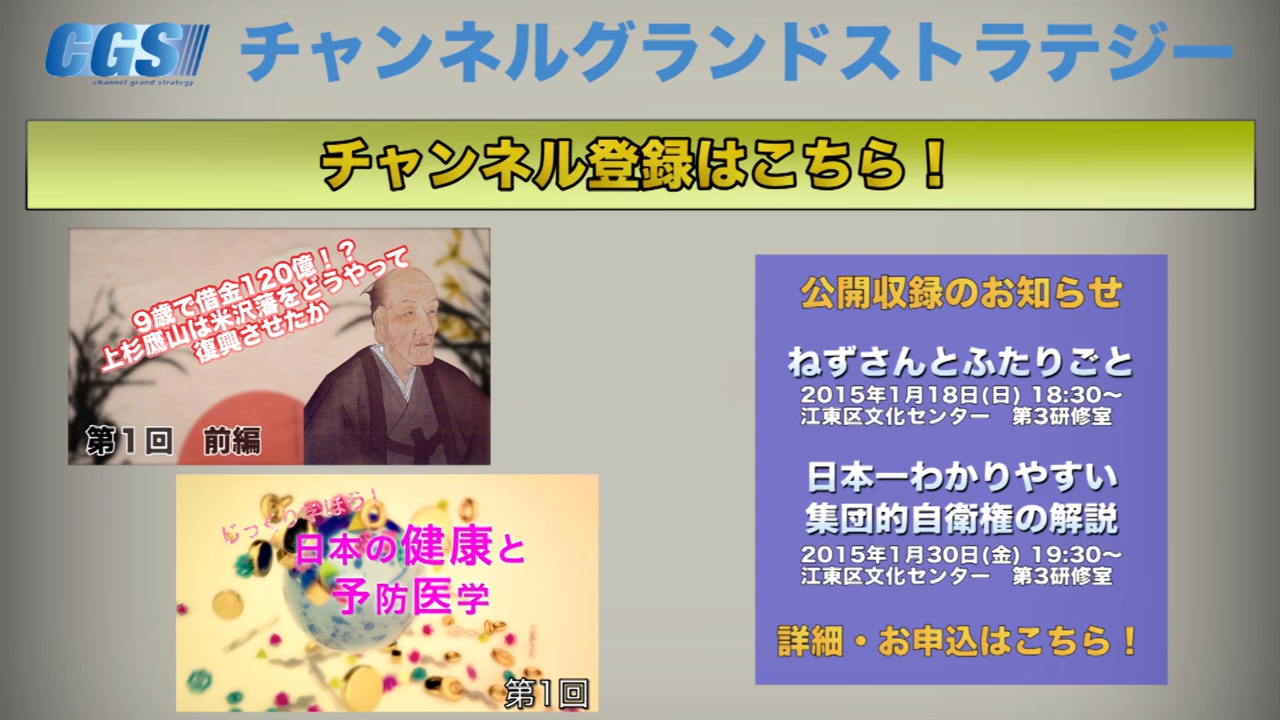 CGS
channel grand strategy
チャンネルグランドストラテジー
チャンネル登録はこちら！
9歳で借金120億！？
上杉鷹山は米沢藩をどうやって
復興させたか
第1回　前編
じっくり学ぼう！
日本の健康と
予防医学
第1回
公開収録のお知らせ
ねずさんとふたりごと
2015年1月18日(日) 18:30〜
江東区文化センター　第3研修室
日本一わかりやすい
集団的自衛権の解説
2015年1月30日(金) 19:30〜
江東区文化センター　第3研修室
詳細・お申込はこちら！